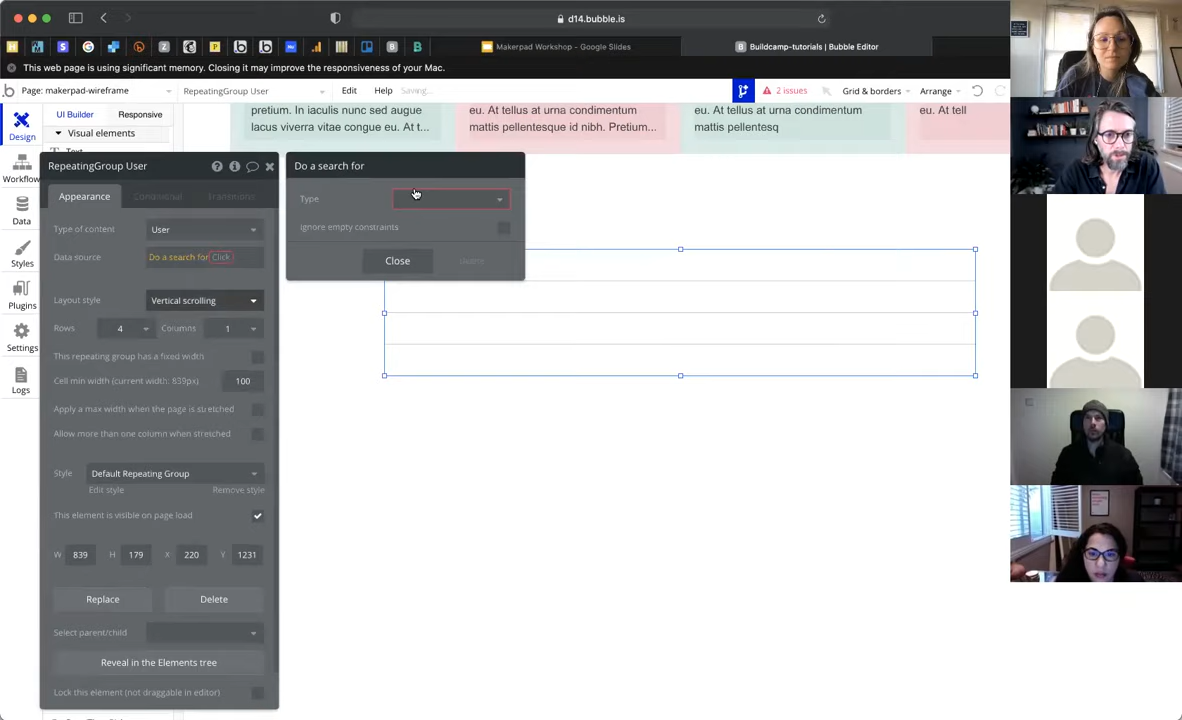 d14.bubble.is
Makerpad Workshop - Google Slides
Buildcamp-tutorials | Bubble Editor
This web page is using significant memory. Closing it may improve the responsiveness of your Mac.
Page: makerpad-wireframe
RepeatingGroup User
Edit
Help
Saving...
2 issues
Grid & borders
Arrange
Design
Workflow
Data
Styles
Plugins
Settings
Logs
UI Builder
Responsive
Visual elements
Text
pretium. In iaculis nunc sed augue
lacus viverra vitae congue eu. At t...
eu. At tellus at urna condimentum
mattis pellentesque id nibh. Pretium...
eu. At tellus at urna condimentum
mattis pellentesq
eu. At tell
RepeatingGroup User
Appearance
Conditional
Transitions
Type of content
User
Data source
Do a search for Click
Layout style
Vertical scrolling
Rows
4
Columns
1
This repeating group has a fixed width
Cell min width (current width: 839px)
100
Apply a max width when the page is stretched
Allow more than one column when stretched
Style
Default Repeating Group
Edit style
Remove style
This element is visible on page load
W
839
H
179
X
220
Y
1231
Replace
Delete
Select parent/child
Reveal in the Elements tree
Lock this element (not draggable in editor)
Do a search for
Type
Ignore empty constraints
Close
Delete